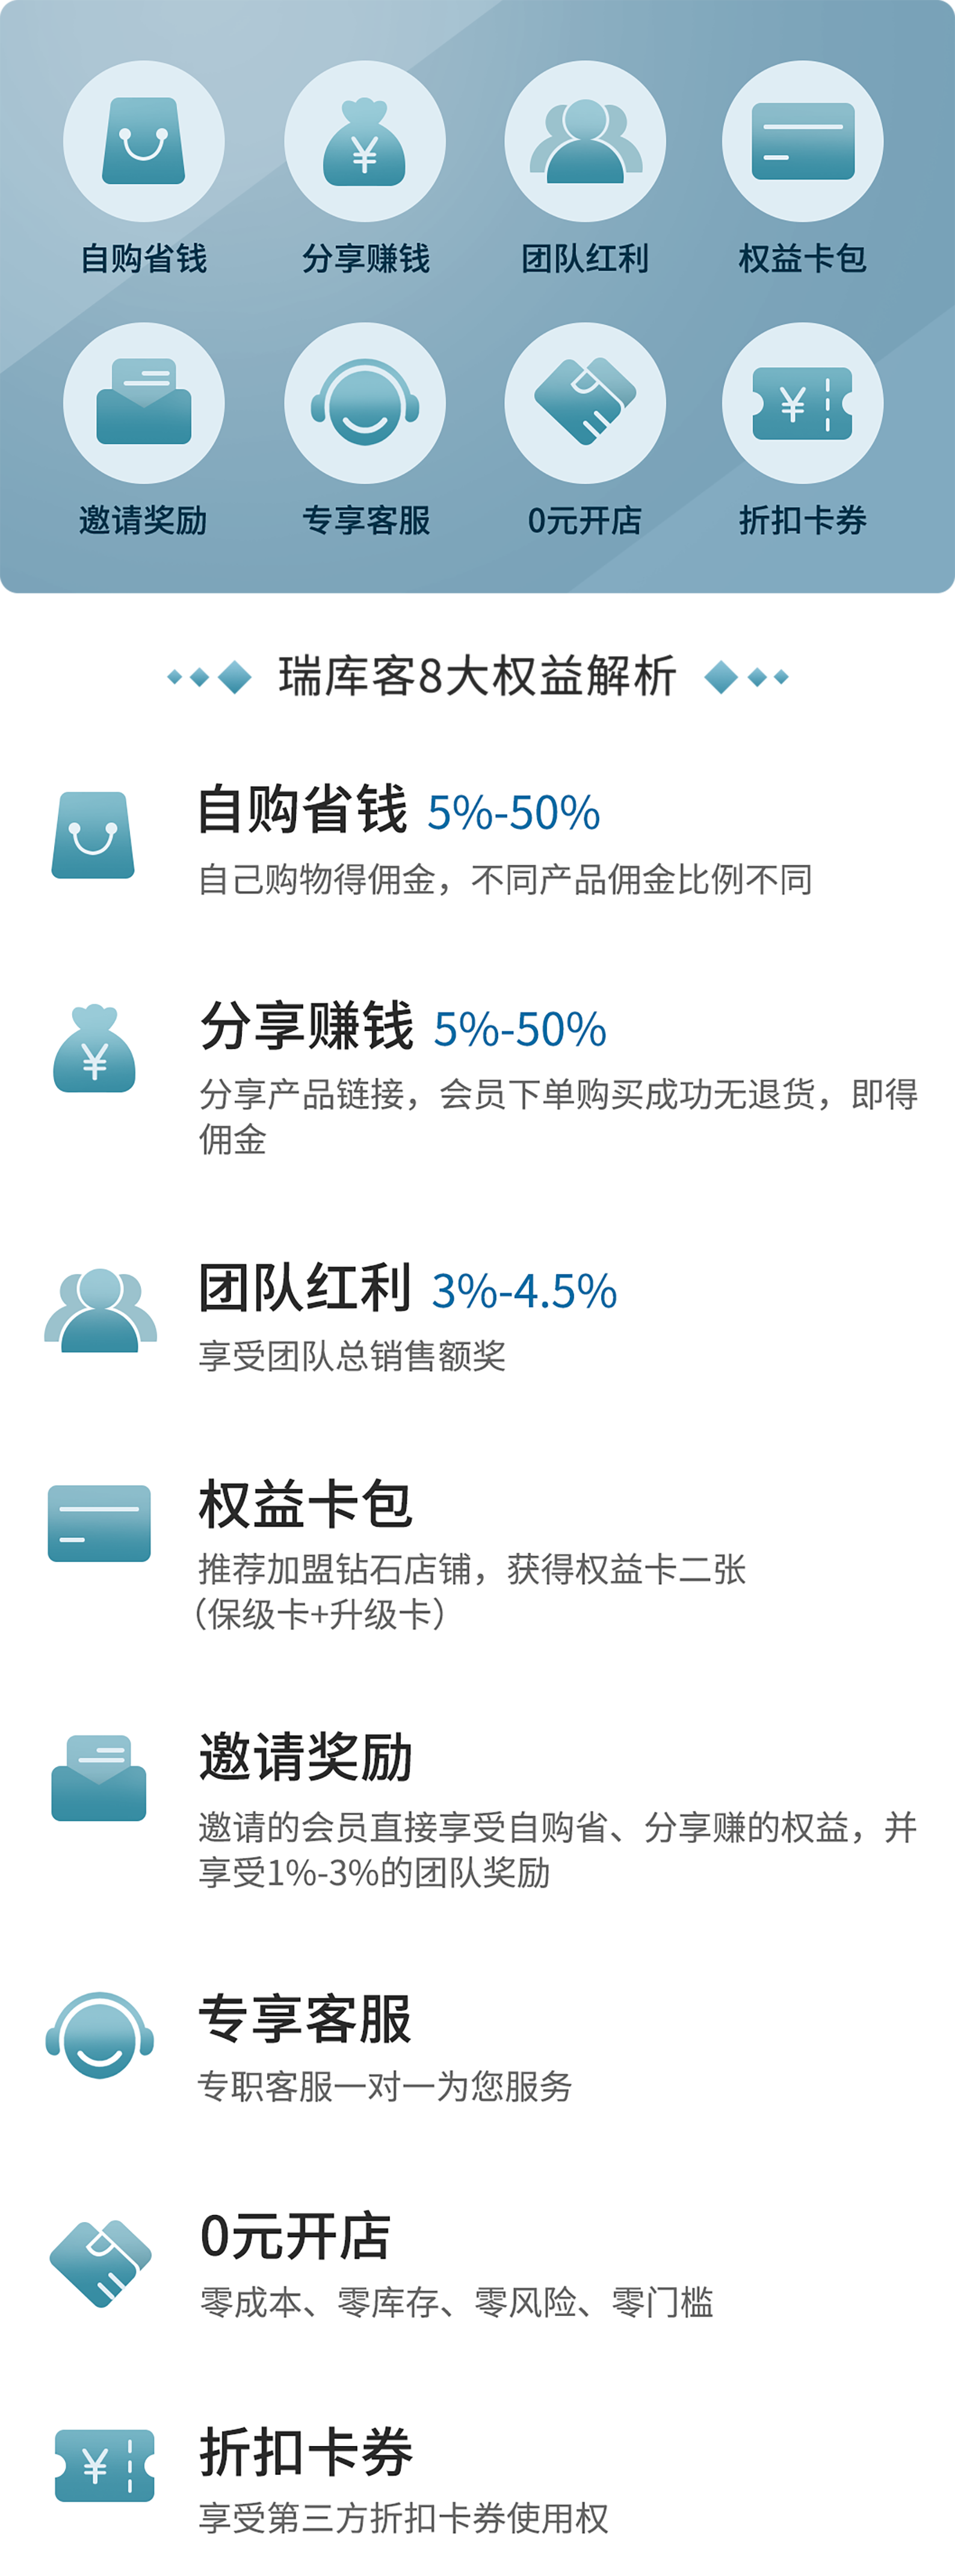 自购省钱 分享赚钱 团队红利 权益卡包
邀请奖励 专享客服 0元开店 折扣卡券
瑞库客8大权益解析
自购省钱 5%-50%
自己购物得佣金，不同产品佣金比例不同
分享赚钱 5%-50%
分享产品链接，会员下单购买成功无退货，即得
佣金
团队红利 3%-4.5%
享受团队总销售额奖
权益卡包
推荐加盟钻石店铺，获得权益卡二张
（保级卡+升级卡）
邀请奖励
邀请的会员直接享受自购省、分享赚的权益，并
享受1%-3%的团队奖励
专享客服
专职客服一对一为您服务
0元开店
零成本、零库存、零风险、零门槛
折扣卡券
享受第三方折扣卡券使用权